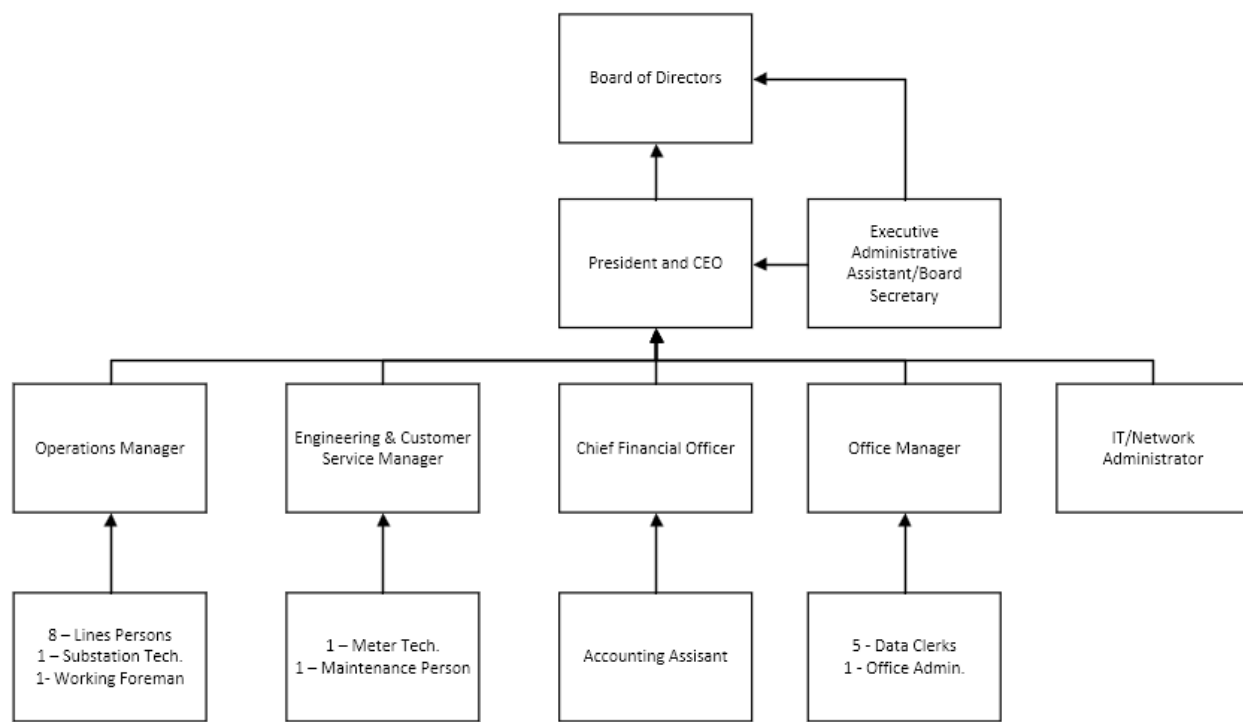 Board of Directors
President and CEO
Executive
Administrative
Assistant/Board
Secretary
Operations Manager
Engineering & Customer
Service Manager
Chief Financial Officer
Office Manager
IT/Network
Administrator
8 – Lines Persons
1 – Substation Tech.
1- Working Foreman
1 – Meter Tech.
1 – Maintenance Person
Accounting Assisant
5 - Data Clerks
1 - Office Admin.